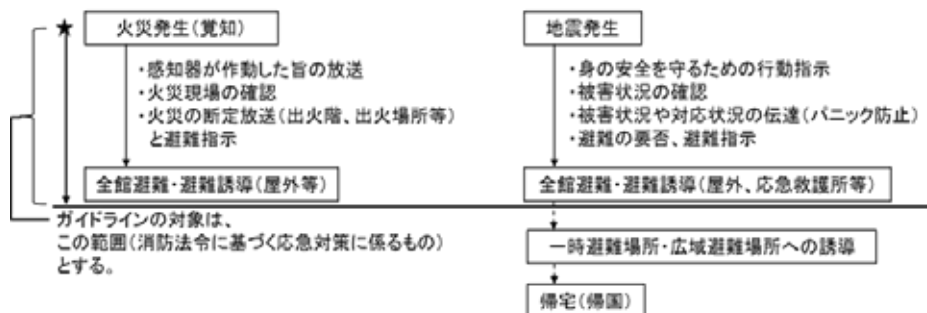 ★
火災発生(覚知)
・感知器が作動した旨の放送
・火災現場の確認
・火災の断定放送(出火階、出火場所等)
と避難指示
全館避難・避難誘導(屋外等)
ガイドラインの対象は、
この範囲(消防法令に基づく応急対策に係るもの)
とする。
地震発生
・身の安全を守るための行動指示
・被害状況の確認
・被害状況や対応状況の伝達(パニック防止)
・避難の要否、避難指示
全館避難・避難誘導(屋外、応急救護所等)
一時避難場所・広域避難場所への誘導
帰宅(帰国)